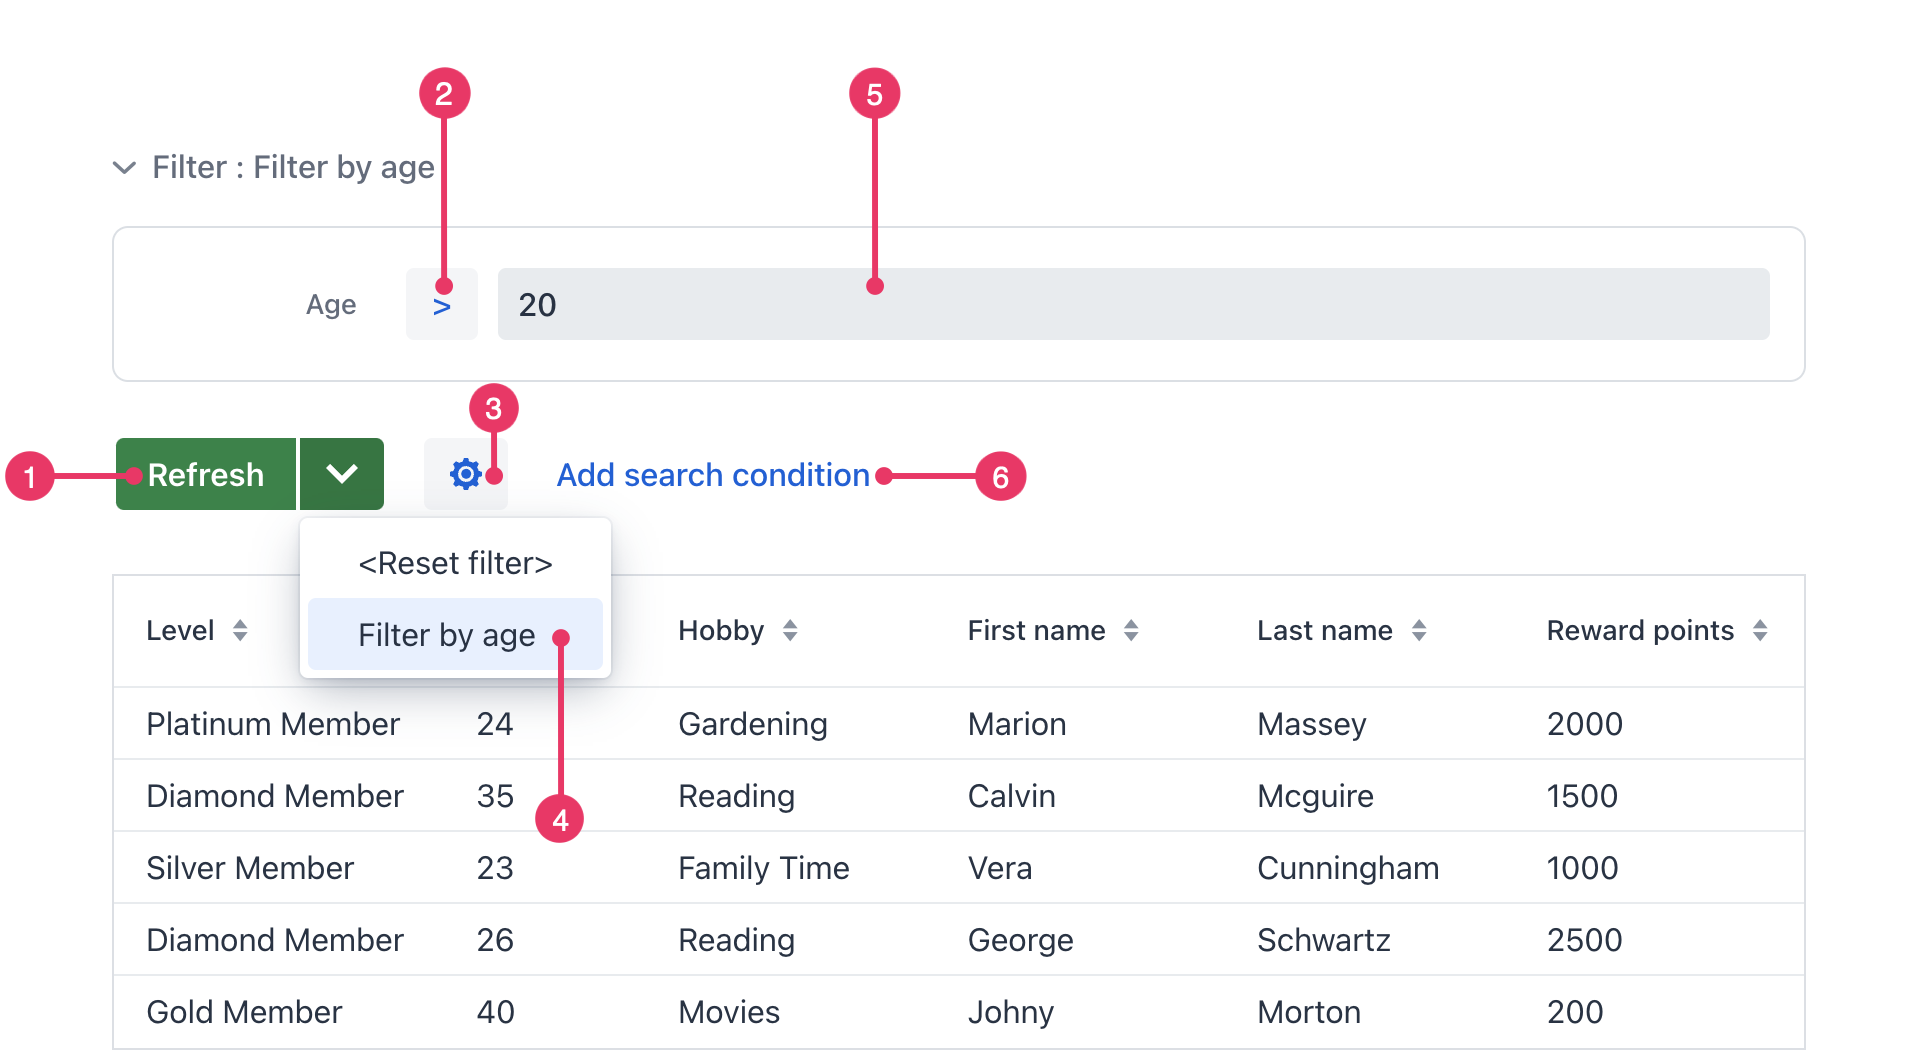 2 5
Filter : Filter by age
Age > 20
3
1 Refresh Add search condition 6
<Reset filter>
Filter by age
Level Hobby First name Last name Reward points
Platinum Member 24 Gardening Marion Massey 2000
Diamond Member 35 Reading Calvin Mcguire 1500
4
Silver Member 23 Family Time Vera Cunningham 1000
Diamond Member 26 Reading George Schwartz 2500
Gold Member 40 Movies Johny Morton 200